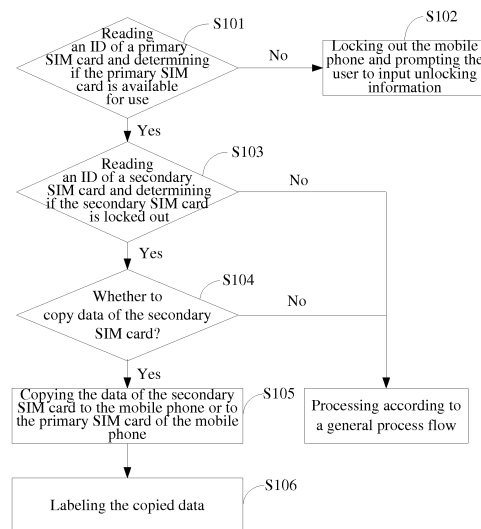 S101
Reading
an ID of a primary
SIM card and determining
if the primary SIM
card is available
for use
No
S102
Locking out the mobile
phone and prompting the
user to input unlocking
information
Yes
S103
Reading
an ID of a secondary
SIM card and determining
if the secondary SIM card
is locked out
No
Yes
S104
Whether to
copy data of the secondary
SIM card?
No
Yes
S105
Copying the data of the secondary
SIM card to the mobile phone or to
the primary SIM card of the mobile
phone
Processing according to
a general process flow
S106
Labeling the copied data